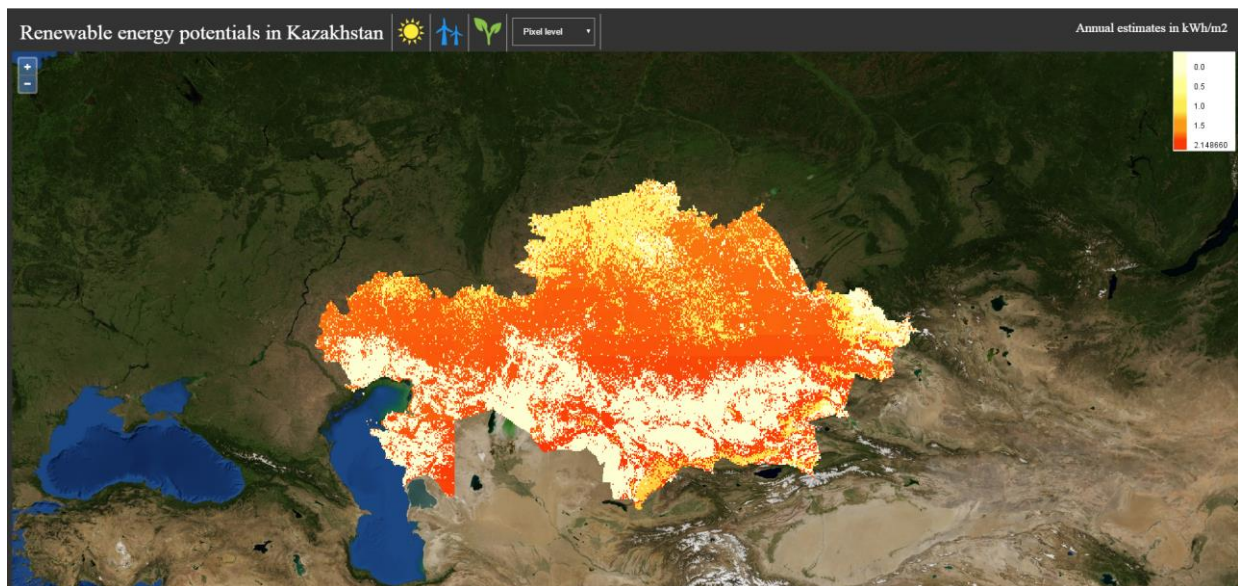 Renewable energy potentials in Kazakhstan
Pixel level
Annual estimates in kWh/m2
+
−
0.0
0.5
1.0
1.5
2.148660